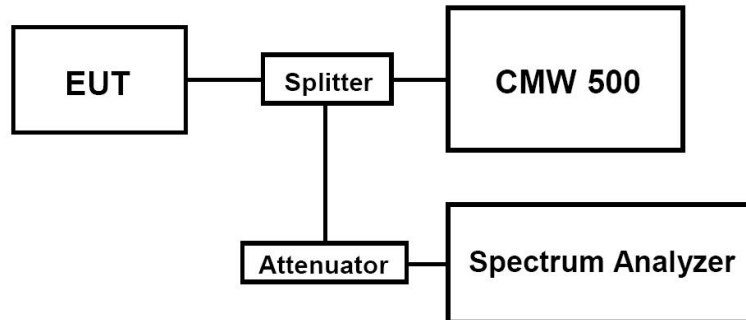 EUT
Splitter
CMW 500
Attenuator
Spectrum Analyzer